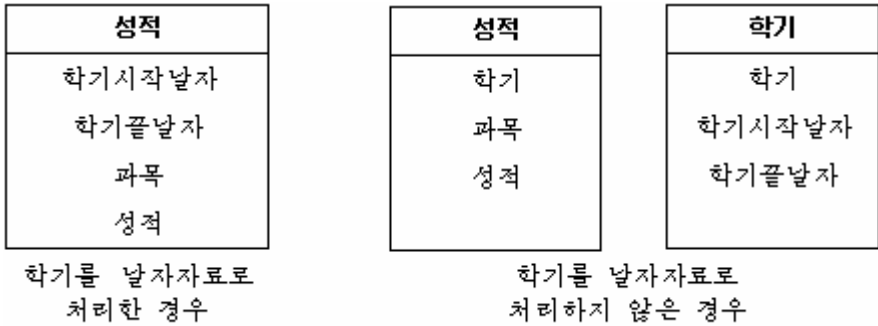 성적
학기시작날자
학기끝날자
과목
성적
학기를 날자자료로
처리한 경우
성적
학기
과목
성적
학기
학기
학기시작날자
학기끝날자
학기를 날자자료로
처리하지 않은 경우